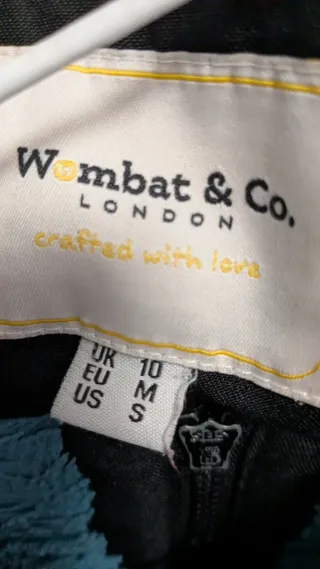 Wombat & Co.
LONDON
crafted with love
UK 10
EU M
US S